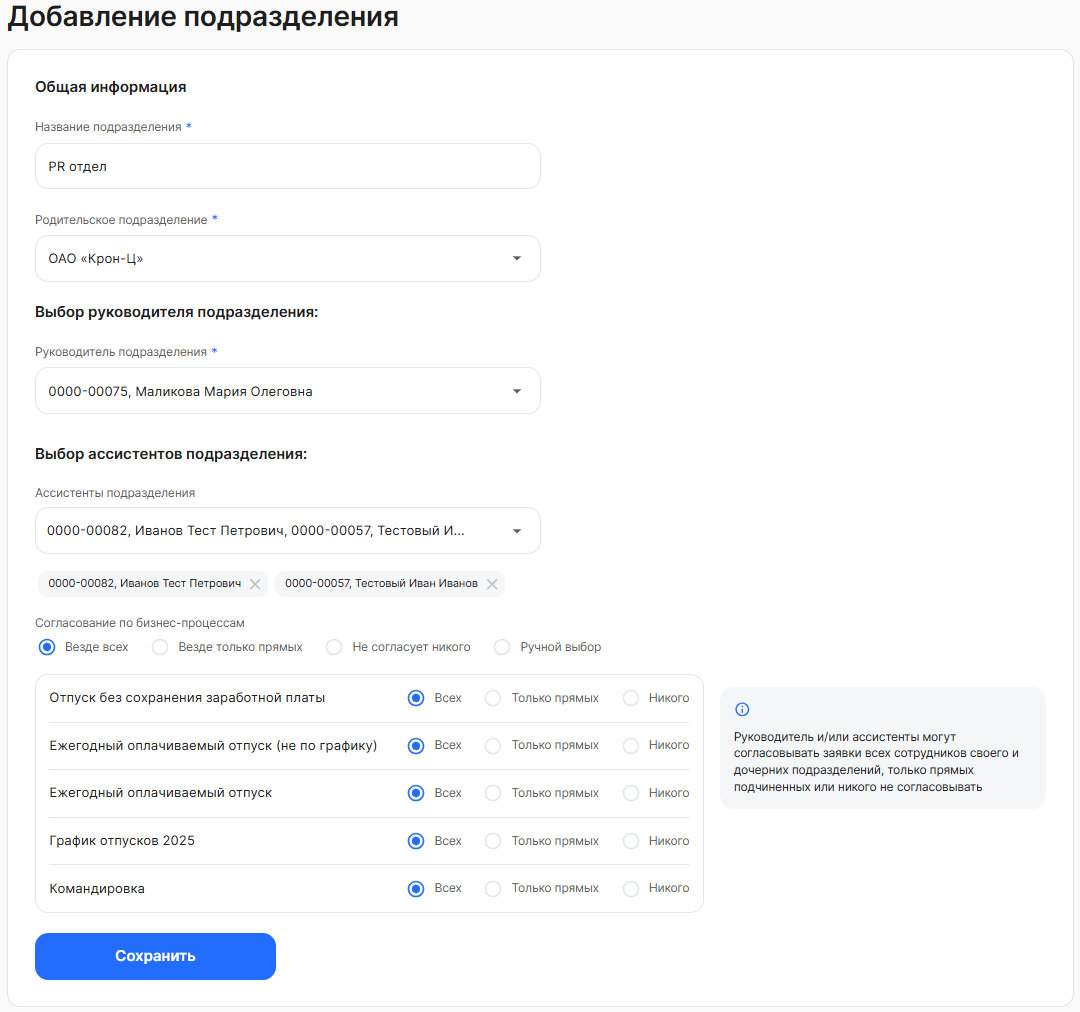 Добавление подразделения
Общая информация
Название подразделения *
PR отдел
Родительское подразделение *
ОАО «Крон-Ц»
Выбор руководителя подразделения:
Руководитель подразделения *
0000-00075, Маликова Мария Олеговна
Выбор ассистентов подразделения:
Ассистенты подразделения
0000-00082, Иванов Тест Петрович, 0000-00057, Тестовый И...
0000-00082, Иванов Тест Петрович 0000-00057, Тестовый Иван Иванов
Согласование по бизнес-процессам
Везде всех Везде только прямых Не согласует никого Ручной выбор
Отпуск без сохранения заработной платы Всех Только прямых Никого
Ежегодный оплачиваемый отпуск (не по графику) Всех Только прямых Никого
Ежегодный оплачиваемый отпуск Всех Только прямых Никого
График отпусков 2025 Всех Только прямых Никого
Командировка Всех Только прямых Никого
Руководитель и/или ассистенты могут
согласовывать заявки всех сотрудников своего и
дочерних подразделений, только прямых
подчиненных или никого не согласовывать
Сохранить